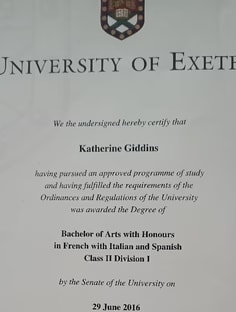 UNIVERSITY OF EXETE
We the undersigned hereby certify that
Katherine Giddins
having pursued an approved programme of study
and having fulfilled the requirements of the
Ordinances and Regulations of the University
was awarded the Degree of
Bachelor of Arts with Honours
in French with Italian and Spanish
Class II Division I
by the Senate of the University on
29 June 2016